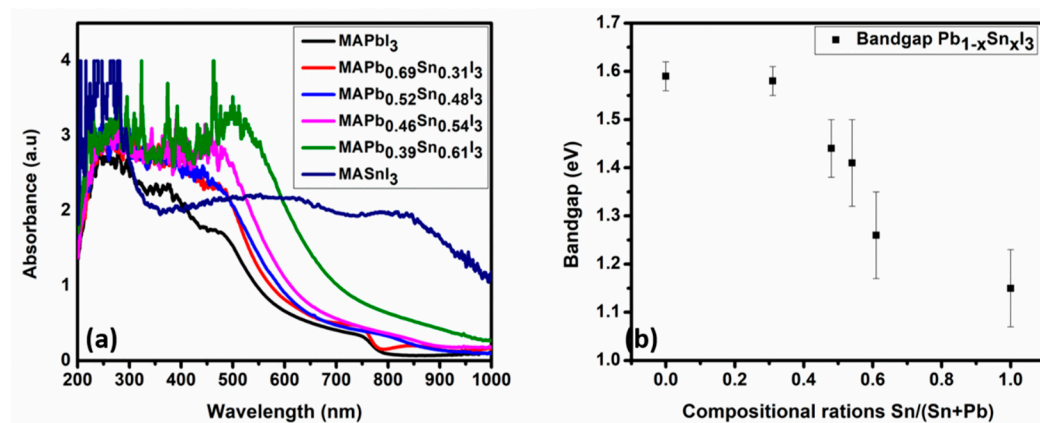 4
3
2
1
0
Absorbance (a.u)
MAPbI3
MAPb0.69Sn0.31I3
MAPb0.52Sn0.48I3
MAPb0.46Sn0.54I3
MAPb0.39Sn0.61I3
MASnI3
(a)
200 300 400 500 600 700 800 900 1000
Wavelength (nm)
1.7
1.6
1.5
1.4
1.3
1.2
1.1
1.0
Bandgap (eV)
Bandgap Pb1-xSnxI3
(b)
0.0 0.2 0.4 0.6 0.8 1.0
Compositional rations Sn/(Sn+Pb)